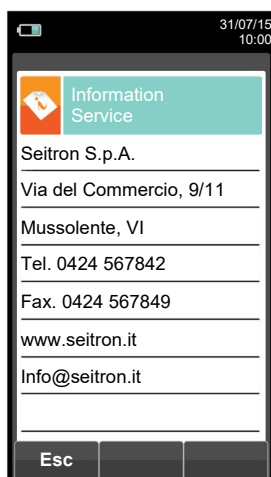 31/07/15
10:00
Information
Service
Seitron S.p.A.
Via del Commercio, 9/11
Mussolente, VI
Tel. 0424 567842
Fax. 0424 567849
www.seitron.it
Info@seitron.it
Esc